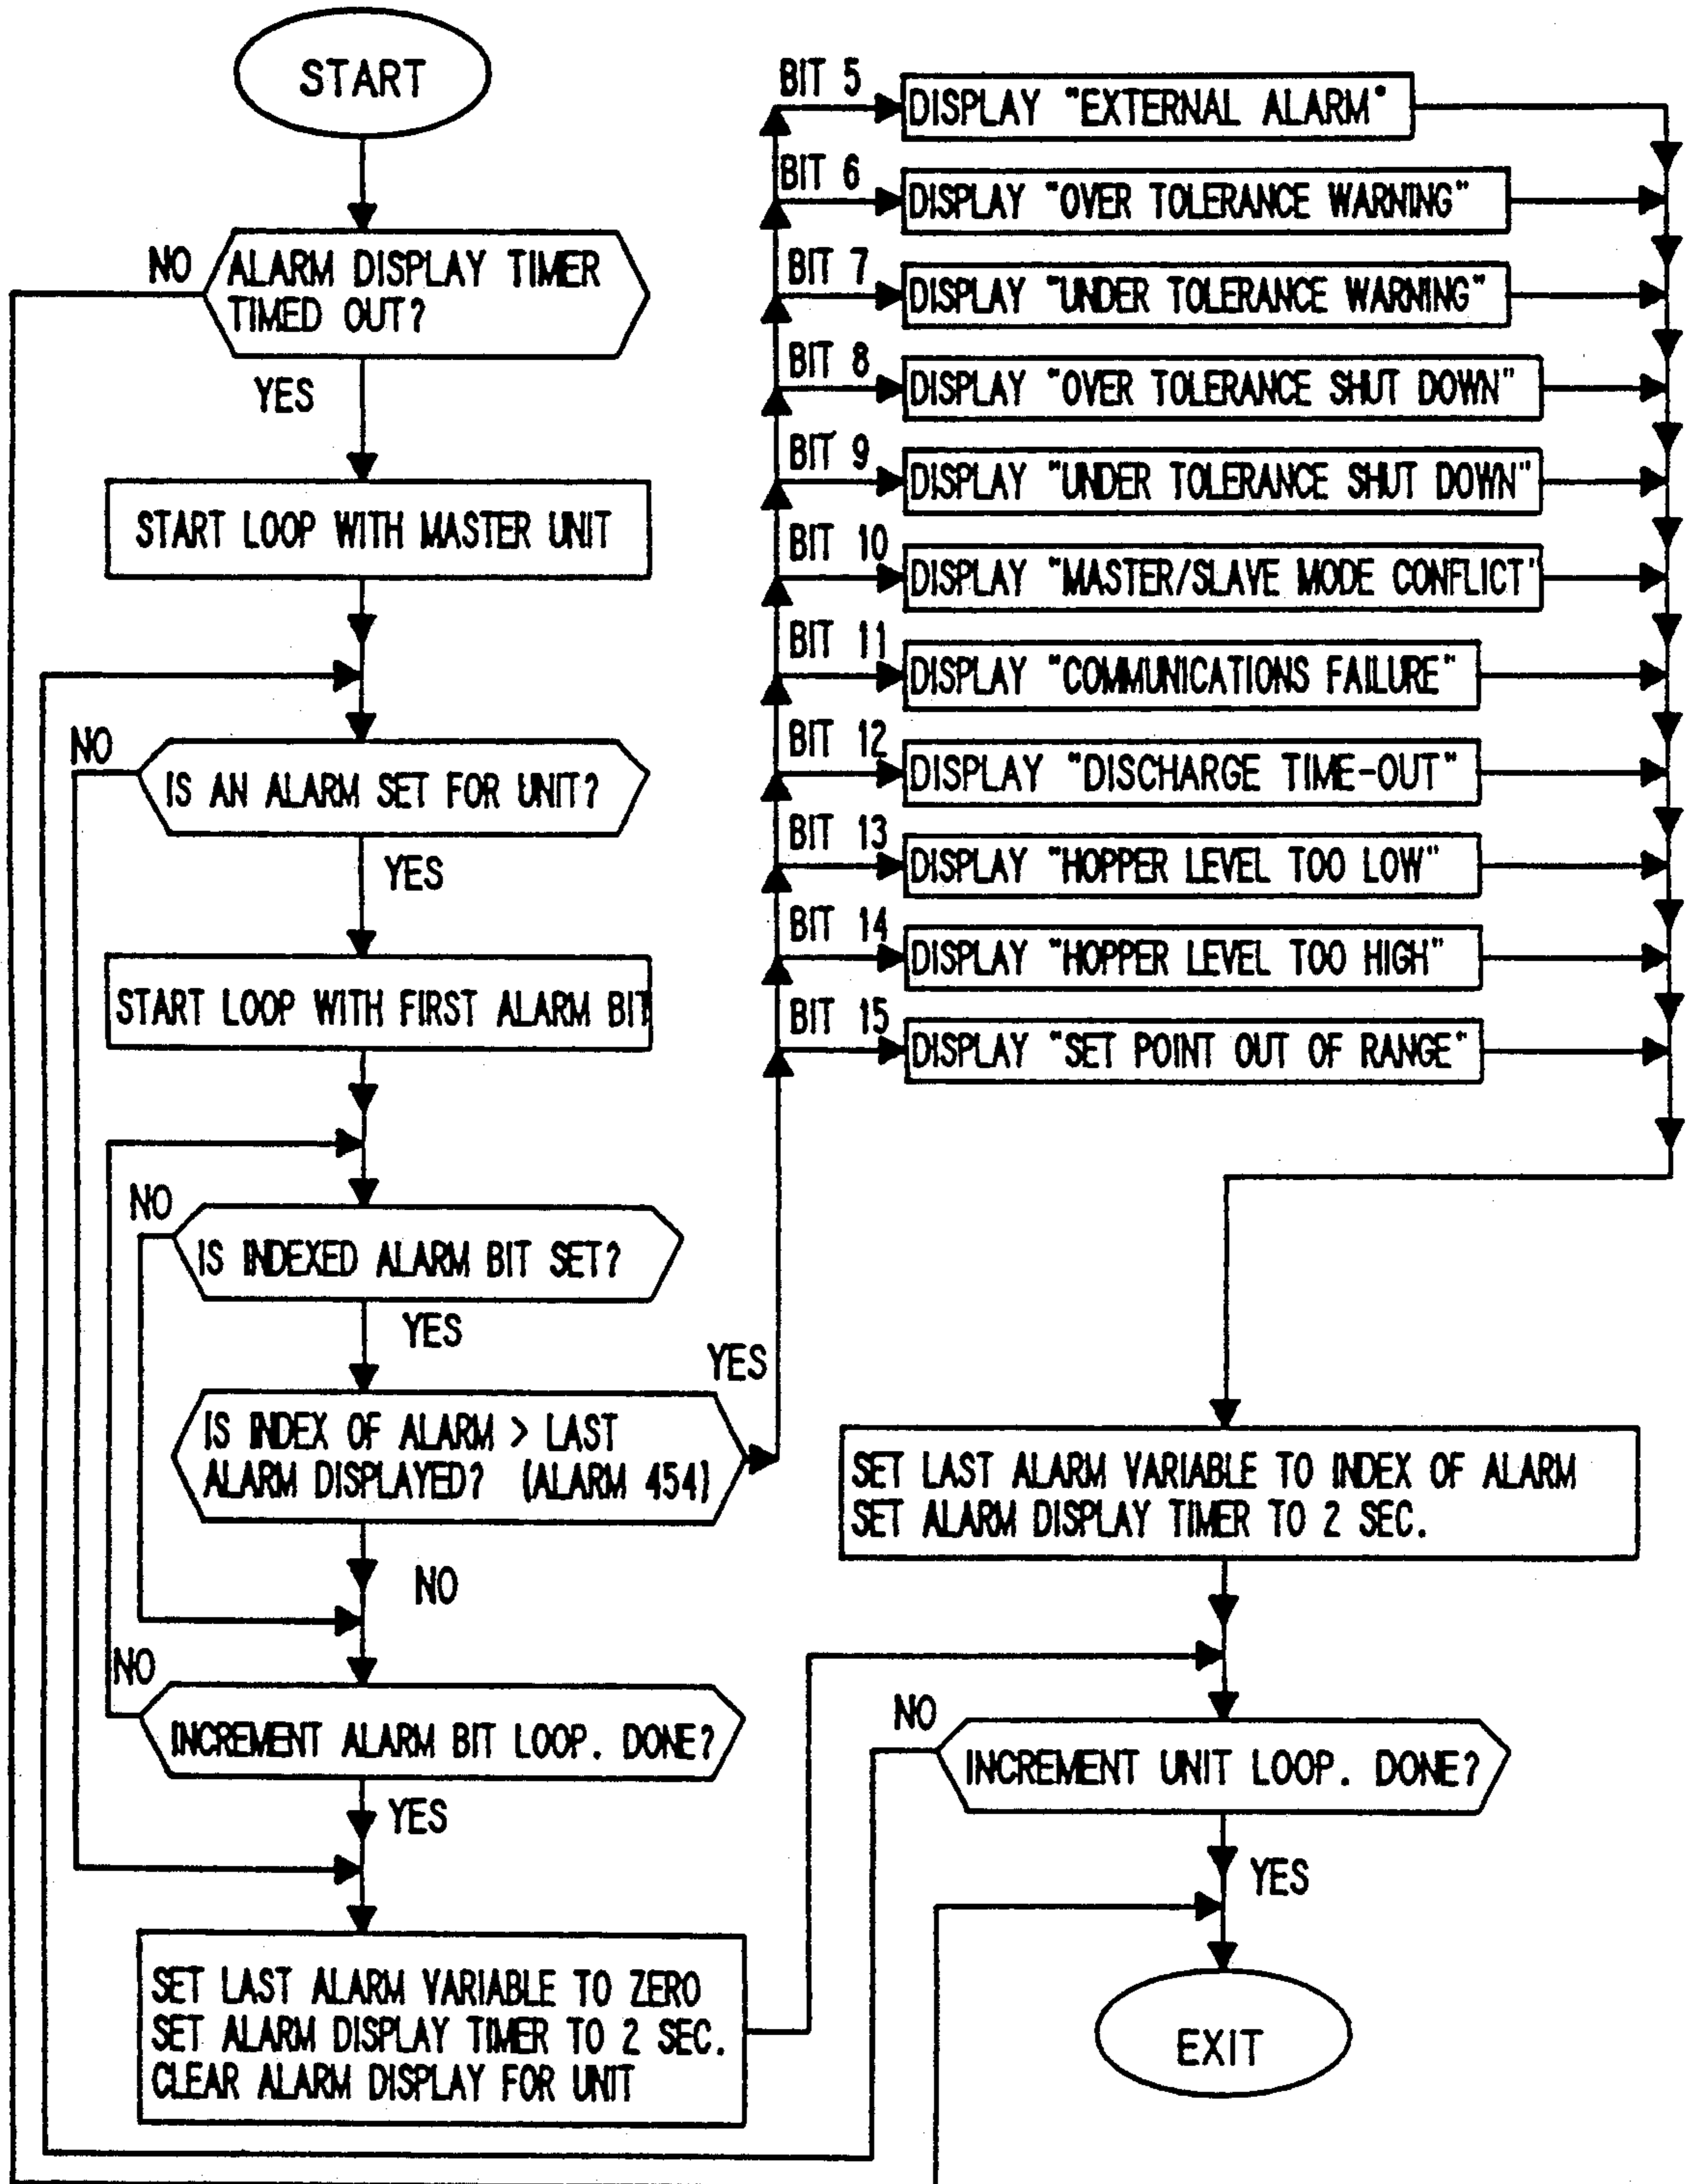 START
NO
ALARM DISPLAY TIMER
TIMED OUT?
YES
START LOOP WITH MASTER UNIT
NO
IS AN ALARM SET FOR UNIT?
YES
START LOOP WITH FIRST ALARM BIT
NO
IS INDEXED ALARM BIT SET?
YES
YES
IS INDEX OF ALARM > LAST
ALARM DISPLAYED? (ALARM 454)
NO
NO
INCREMENT ALARM BIT LOOP. DONE?
YES
SET LAST ALARM VARIABLE TO ZERO
SET ALARM DISPLAY TIMER TO 2 SEC.
CLEAR ALARM DISPLAY FOR UNIT
BIT 5
DISPLAY "EXTERNAL ALARM"
BIT 6
DISPLAY "OVER TOLERANCE WARNING"
BIT 7
DISPLAY "UNDER TOLERANCE WARNING"
BIT 8
DISPLAY "OVER TOLERANCE SHUT DOWN"
BIT 9
DISPLAY "UNDER TOLERANCE SHUT DOWN"
BIT 10
DISPLAY "MASTER/SLAVE MODE CONFLICT'
BIT 11
DISPLAY "COMMUNICATIONS FAILURE"
BIT 12
DISPLAY "DISCHARGE TIME-OUT"
BIT 13
DISPLAY "HOPPER LEVEL TOO LOW"
BIT 14
DISPLAY "HOPPER LEVEL TOO HIGH"
BIT 15
DISPLAY "SET POINT OUT OF RANGE"
SET LAST ALARM VARIABLE TO INDEX OF ALARM
SET ALARM DISPLAY TIMER TO 2 SEC.
NO
INCREMENT UNIT LOOP. DONE?
YES
EXIT